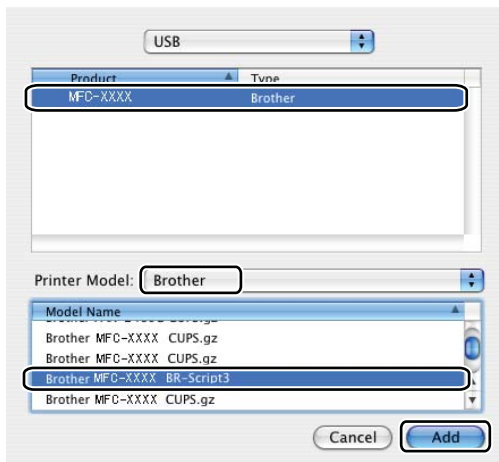 USB
Product Type
MFC-XXXX Brother
Printer Model: Brother
Model Name
Brother MFC-XXXX CUPS.gz
Brother MFC-XXXX CUPS.gz
Brother MFC-XXXX BR-Script3
Brother MFC-XXXX CUPS.gz
Cancel Add